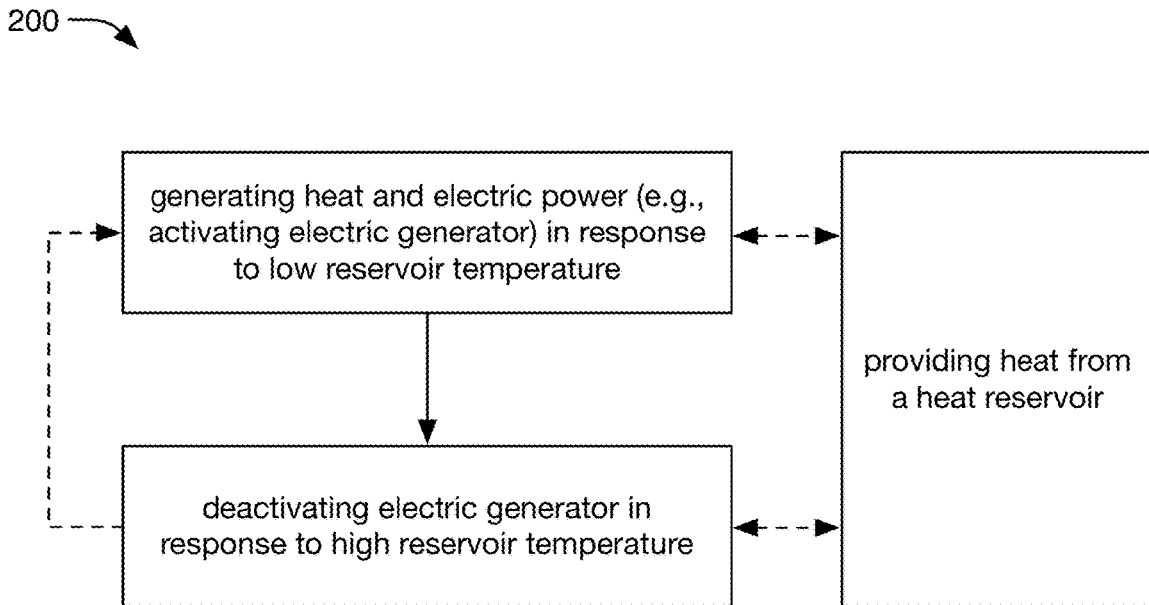 200
generating heat and electric power (e.g.,
activating electric generator) in response
to low reservoir temperature
providing heat from
a heat reservoir
deactivating electric generator in
response to high reservoir temperature